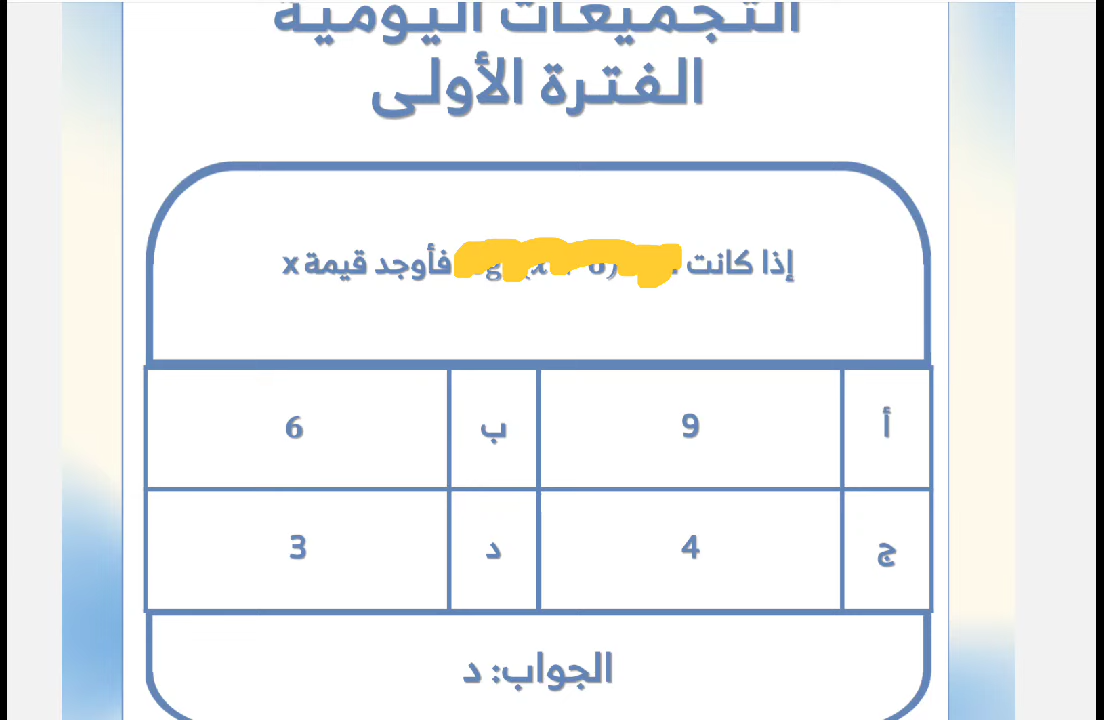 التجميعات اليومية
الفترة الأولى
إذا كانت فأوجد قيمة x
أ 9 ب 6
ج 4 د 3
الجواب: د